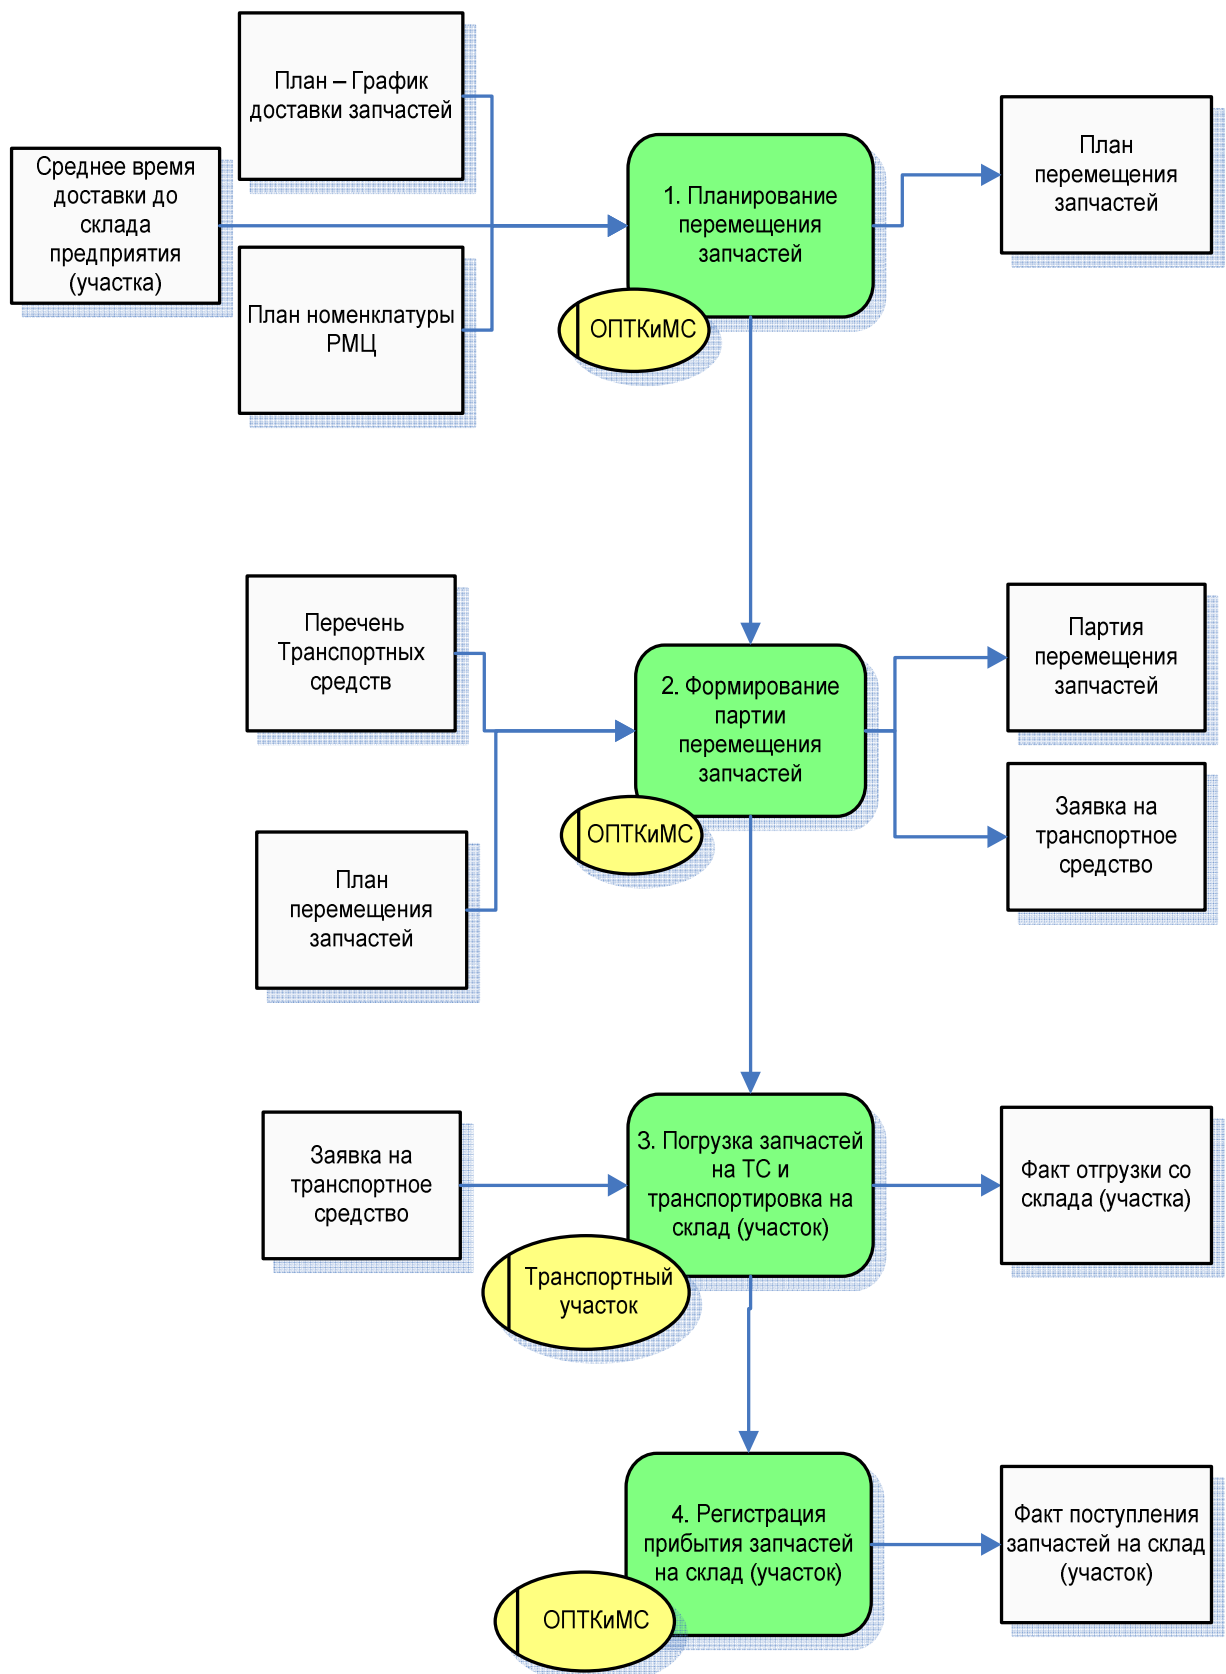 План – График
доставки запчастей
Среднее время
доставки до
склада
предприятия
(участка)
План номенклатуры
РМЦ
1. Планирование
перемещения
запчастей
ОПТКиМС
План
перемещения
запчастей
Перечень
Транспортных
средств
План
перемещения
запчастей
2. Формирование
партии
перемещения
запчастей
ОПТКиМС
Партия
перемещения
запчастей
Заявка на
транспортное
средство
Заявка на
транспортное
средство
3. Погрузка запчастей
на ТС и
транспортировка на
склад (участок)
Транспортный
участок
Факт отгрузки со
склада (участка)
4. Регистрация
прибытия запчастей
на склад (участок)
ОПТКиМС
Факт поступления
запчастей на склад
(участок)